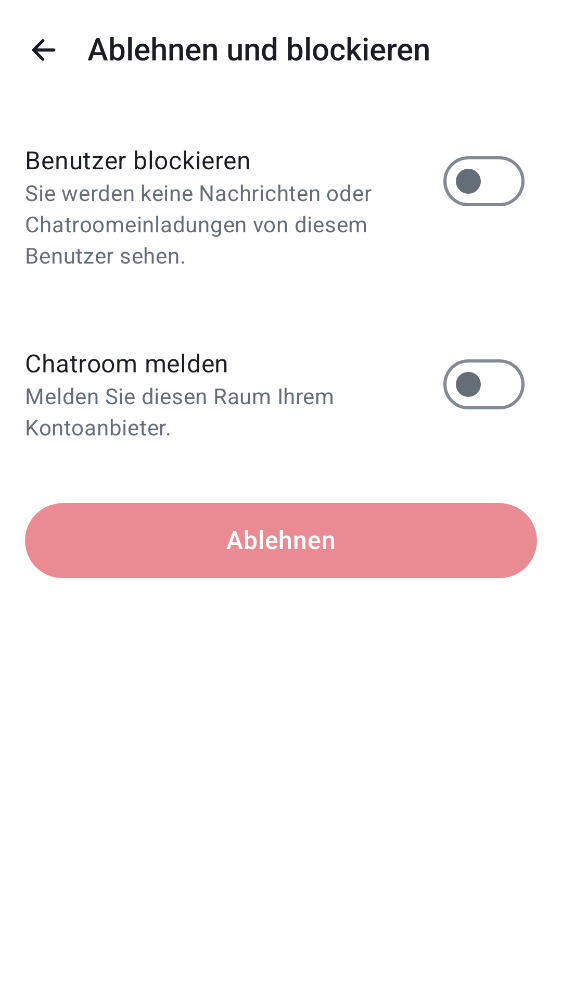 Ablehnen und blockieren
Benutzer blockieren
Sie werden keine Nachrichten oder
Chatroomeinladungen von diesem
Benutzer sehen.
Chatroom melden
Melden Sie diesen Raum Ihrem
Kontoanbieter.
Ablehnen